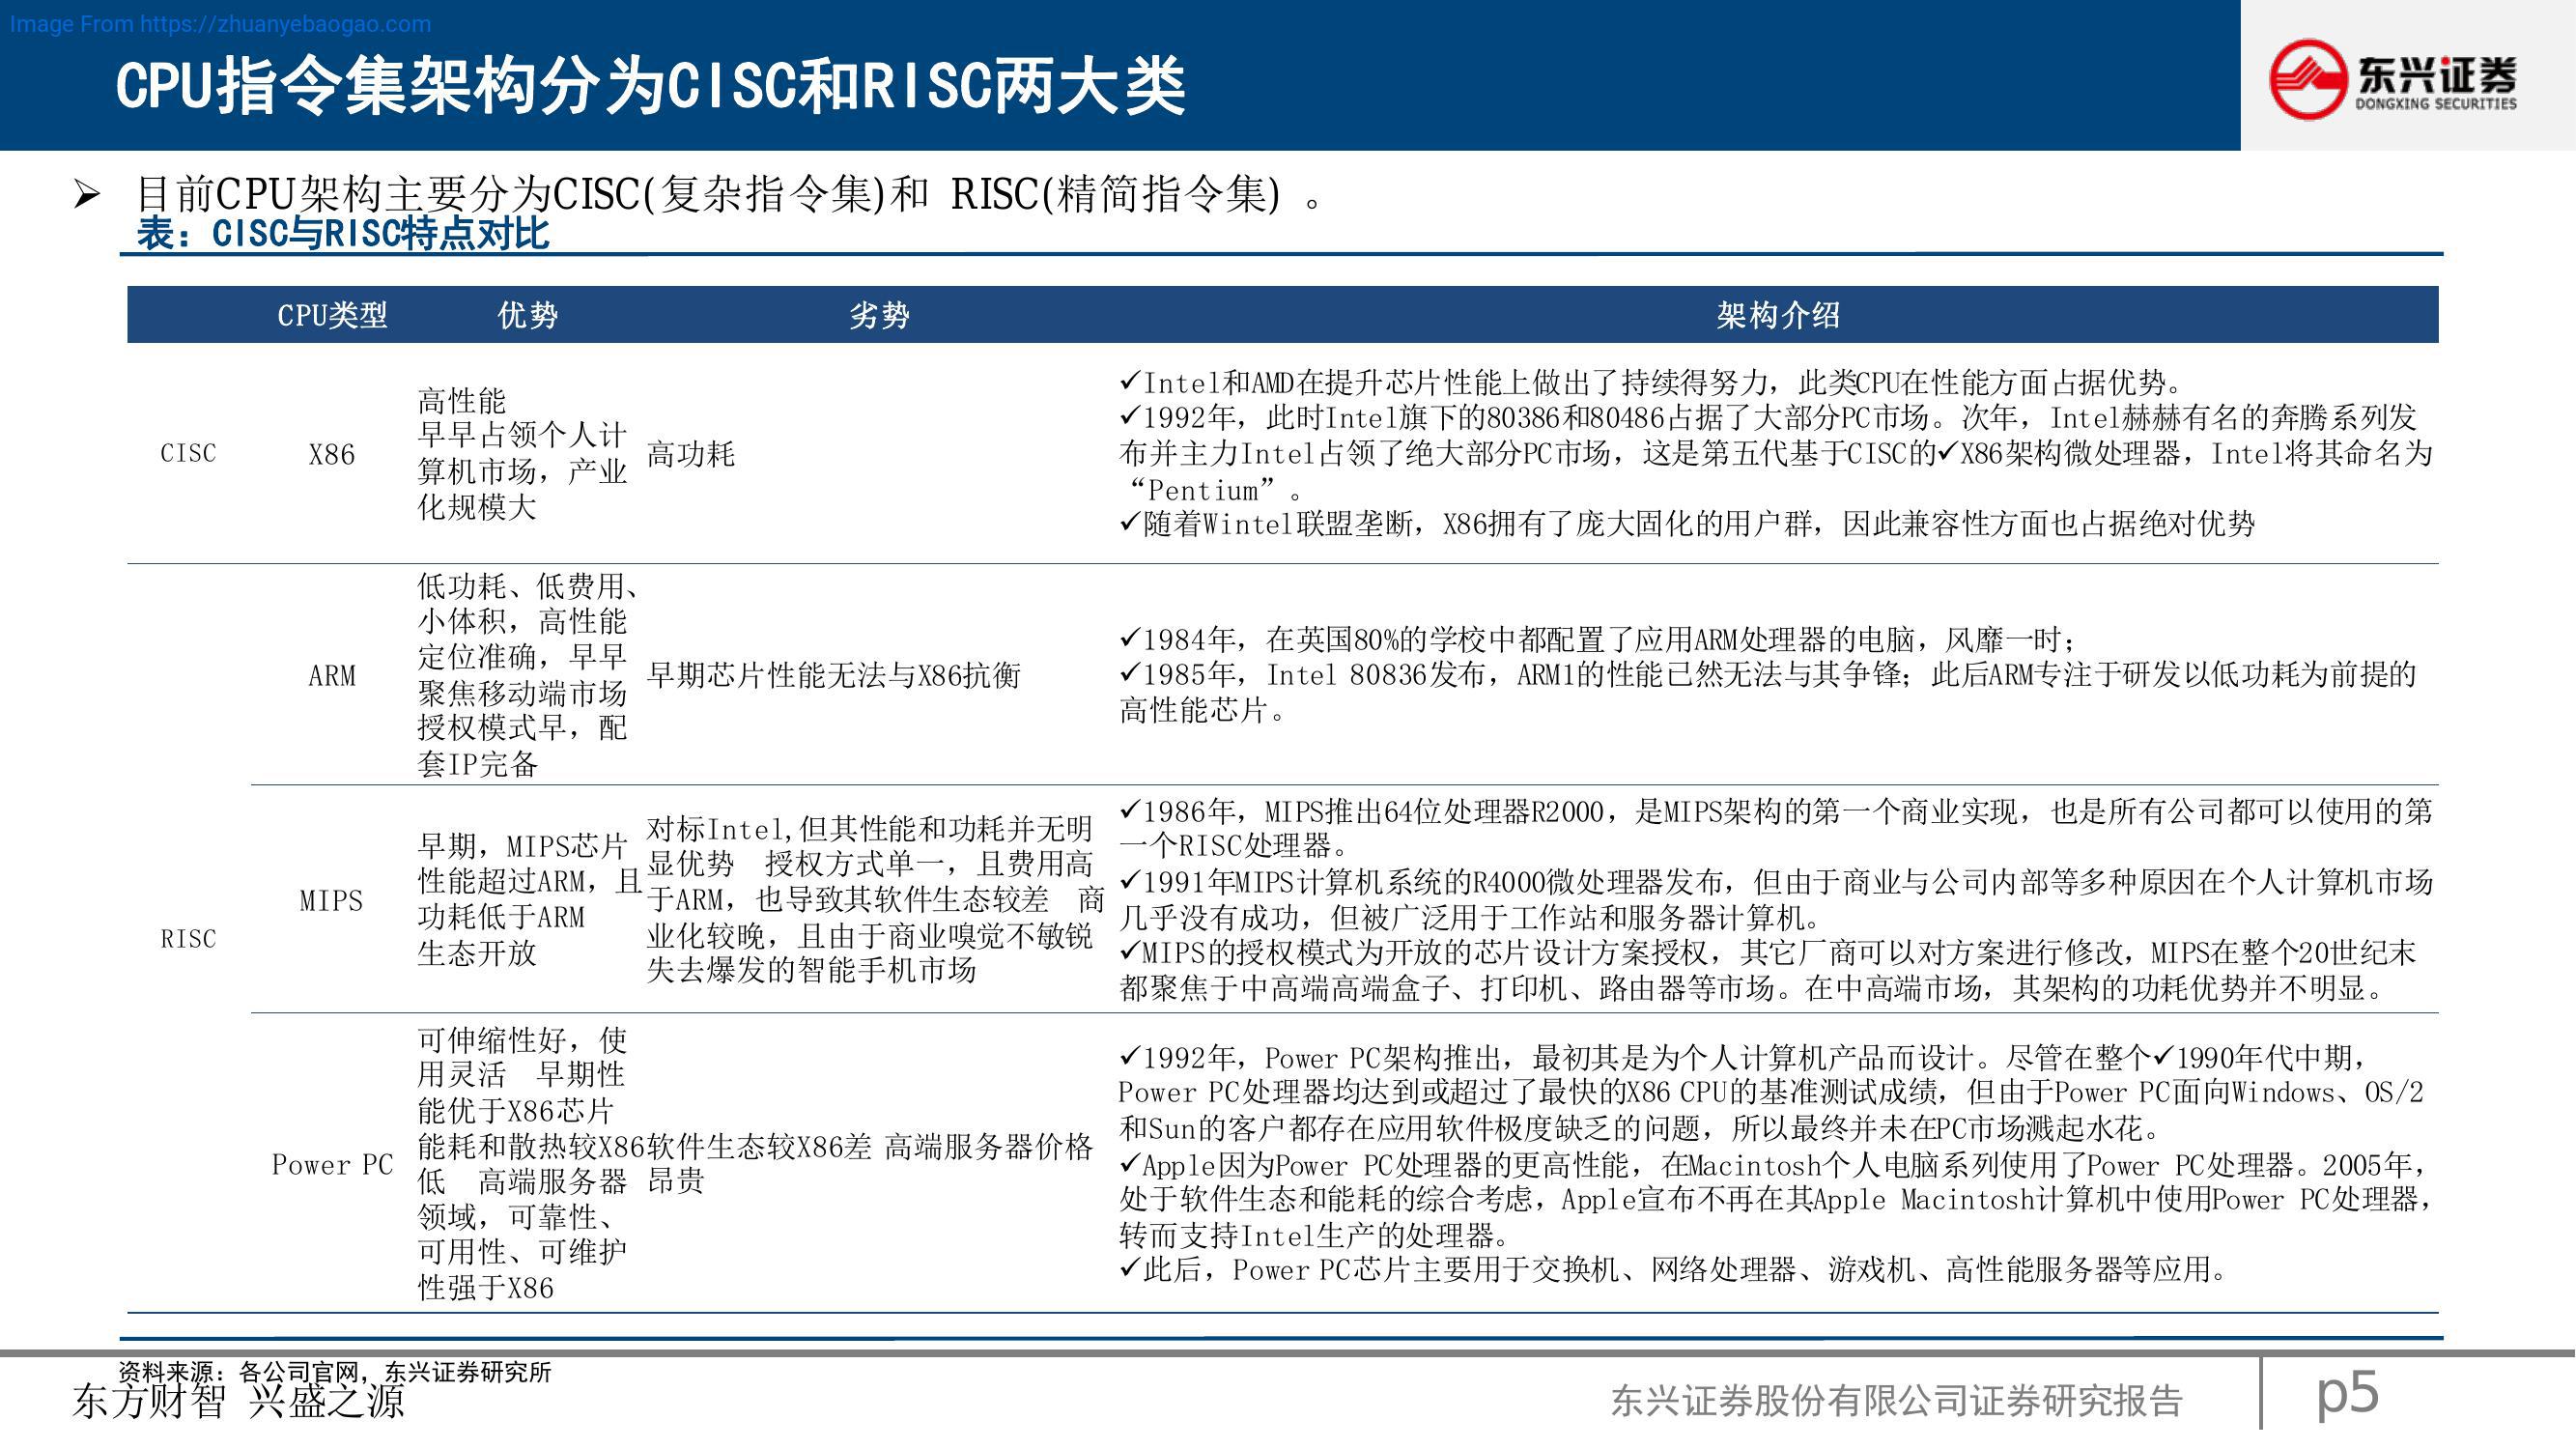 Image From https://zhuanyebaogao.com
CPU指令集架构分为CISC和RISC两大类
东兴证券
DONGXING SECURITIES
➢ 目前CPU架构主要分为CISC(复杂指令集)和 RISC(精简指令集) 。
表：CISC与RISC特点对比
CPU类型 优势 劣势 架构介绍
CISC
X86
高性能
早早占领个人计
算机市场，产业
化规模大
高功耗
✓Intel和AMD在提升芯片性能上做出了持续得努力，此类CPU在性能方面占据优势。
✓1992年，此时Intel旗下的80386和80486占据了大部分PC市场。次年，Intel赫赫有名的奔腾系列发
布并主力Intel占领了绝大部分PC市场，这是第五代基于CISC的✓X86架构微处理器，Intel将其命名为
“Pentium”。
✓随着Wintel联盟垄断，X86拥有了庞大固化的用户群，因此兼容性方面也占据绝对优势
RISC
ARM
低功耗、低费用、
小体积，高性能
定位准确，早早
聚焦移动端市场
授权模式早，配
套IP完备
早期芯片性能无法与X86抗衡
✓1984年，在英国80%的学校中都配置了应用ARM处理器的电脑，风靡一时；
✓1985年，Intel 80836发布，ARM1的性能已然无法与其争锋；此后ARM专注于研发以低功耗为前提的
高性能芯片。
MIPS
早期，MIPS芯片
性能超过ARM，且
功耗低于ARM
生态开放
对标Intel,但其性能和功耗并无明
显优势 授权方式单一，且费用高
于ARM，也导致其软件生态较差 商
业化较晚，且由于商业嗅觉不敏锐
失去爆发的智能手机市场
✓1986年，MIPS推出64位处理器R2000，是MIPS架构的第一个商业实现，也是所有公司都可以使用的第
一个RISC处理器。
✓1991年MIPS计算机系统的R4000微处理器发布，但由于商业与公司内部等多种原因在个人计算机市场
几乎没有成功，但被广泛用于工作站和服务器计算机。
✓MIPS的授权模式为开放的芯片设计方案授权，其它厂商可以对方案进行修改，MIPS在整个20世纪末
都聚焦于中高端高端盒子、打印机、路由器等市场。在中高端市场，其架构的功耗优势并不明显。
Power PC
可伸缩性好，使
用灵活 早期性
能优于X86芯片
能耗和散热较X86
低 高端服务器
领域，可靠性、
可用性、可维护
性强于X86
软件生态较X86差 高端服务器价格
昂贵
✓1992年，Power PC架构推出，最初其是为个人计算机产品而设计。尽管在整个✓1990年代中期，
Power PC处理器均达到或超过了最快的X86 CPU的基准测试成绩，但由于Power PC面向Windows、OS/2
和Sun的客户都存在应用软件极度缺乏的问题，所以最终并未在PC市场溅起水花。
✓Apple因为Power PC处理器的更高性能，在Macintosh个人电脑系列使用了Power PC处理器。2005年，
处于软件生态和能耗的综合考虑，Apple宣布不再在其Apple Macintosh计算机中使用Power PC处理器，
转而支持Intel生产的处理器。
✓此后，Power PC芯片主要用于交换机、网络处理器、游戏机、高性能服务器等应用。
资料来源：各公司官网，东兴证券研究所
东方财智 兴盛之源
东兴证券股份有限公司证券研究报告
p5